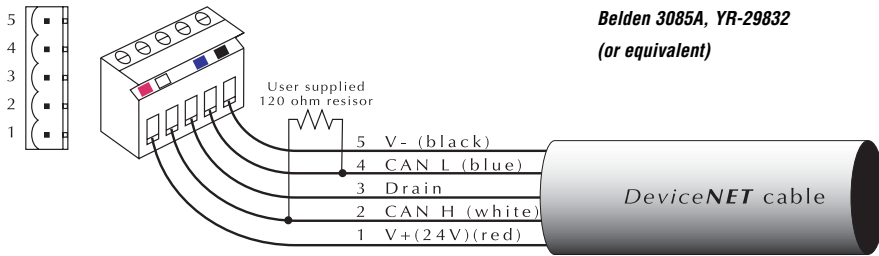 Belden 3085A, YR-29832
(or equivalent)
5
4
3
2
1
User supplied
120 ohm resisor
5 V- (black)
4 CAN L (blue)
3 Drain
2 CAN H (white)
1 V+(24V)(red)
DeviceNET cable